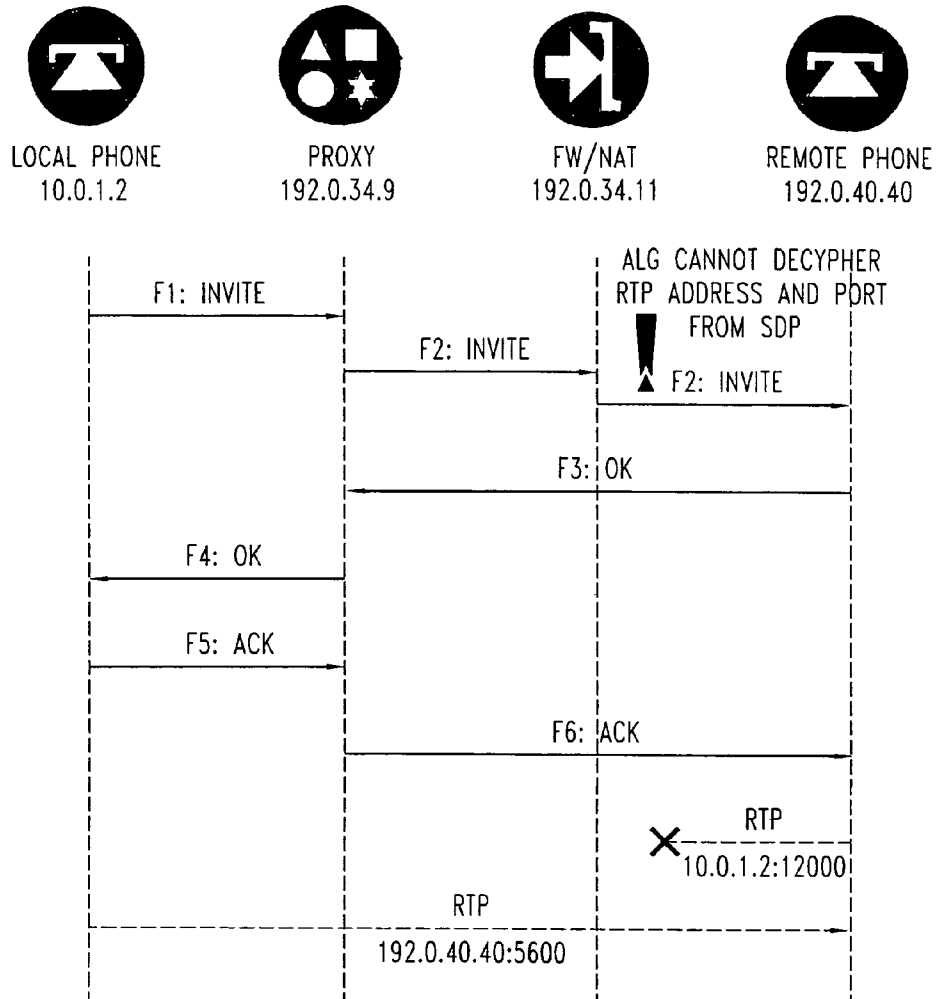 LOCAL PHONE
10.0.1.2
PROXY
192.0.34.9
FW/NAT
192.0.34.11
REMOTE PHONE
192.0.40.40
ALG CANNOT DECYPHER
RTP ADDRESS AND PORT
FROM SDP
F1: INVITE
F2: INVITE
F2: INVITE
F3: OK
F4: OK
F5: ACK
F6: ACK
RTP
10.0.1.2:12000
RTP
192.0.40.40:5600